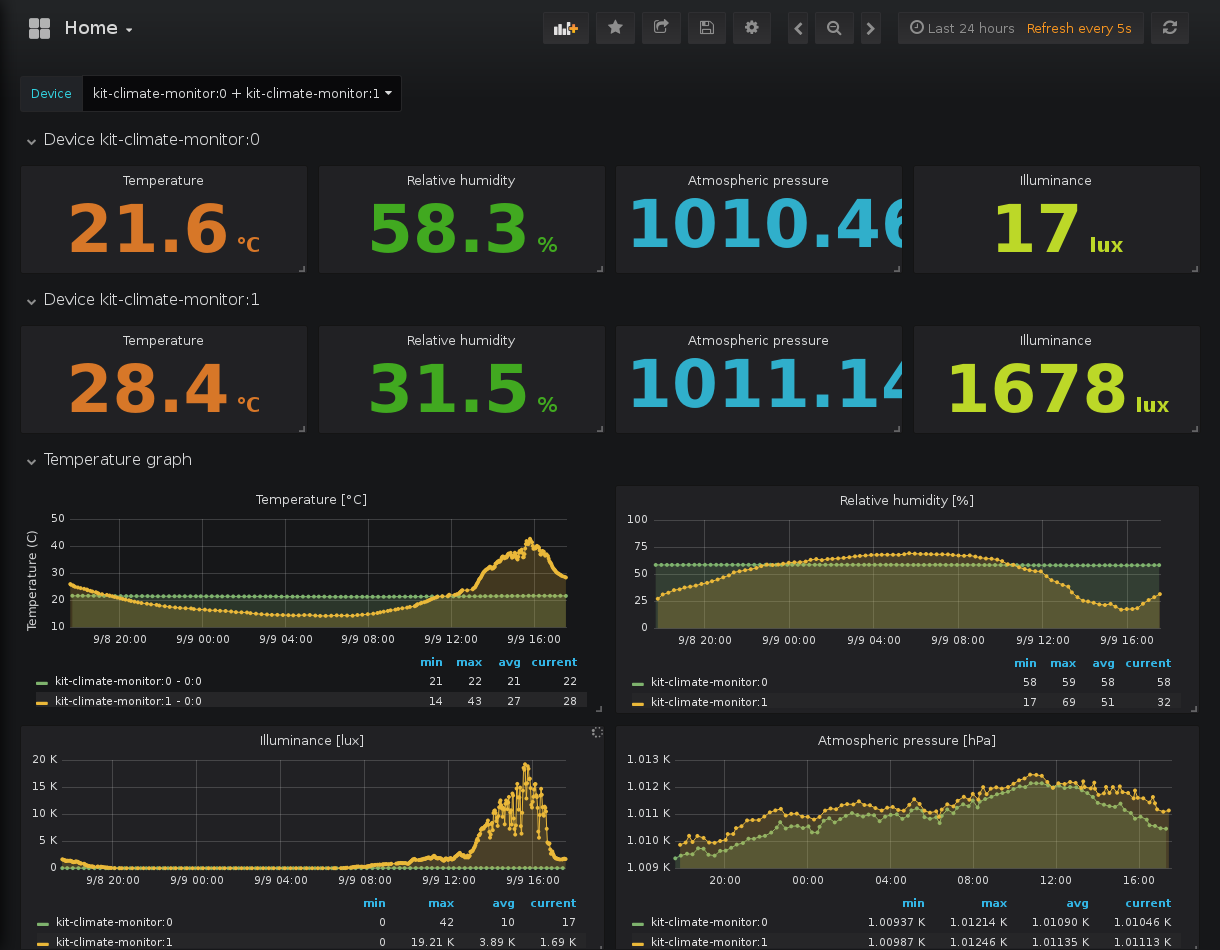 Home
Last 24 hours Refresh every 5s
Device kit-climate-monitor:0 + kit-climate-monitor:1
Device kit-climate-monitor:0
Temperature Relative humidity Atmospheric pressure Illuminance
21.6 °C 58.3 % 1010.46 17 lux
Device kit-climate-monitor:1
Temperature Relative humidity Atmospheric pressure Illuminance
28.4 °C 31.5 % 1011.14 1678 lux
Temperature graph
Temperature [°C]
Temperature (C)
50
40
30
20
10
9/8 20:00 9/9 00:00 9/9 04:00 9/9 08:00 9/9 12:00 9/9 16:00
min max avg current
kit-climate-monitor:0 - 0:0 21 22 21 22
kit-climate-monitor:1 - 0:0 14 43 27 28
Relative humidity [%]
100
75
50
25
0
9/8 20:00 9/9 00:00 9/9 04:00 9/9 08:00 9/9 12:00 9/9 16:00
min max avg current
kit-climate-monitor:0 58 59 58 58
kit-climate-monitor:1 17 69 51 32
Illuminance [lux]
20 K
15 K
10 K
5 K
0
9/8 20:00 9/9 00:00 9/9 04:00 9/9 08:00 9/9 12:00 9/9 16:00
min max avg current
kit-climate-monitor:0 0 42 10 17
kit-climate-monitor:1 0 19.21 K 3.89 K 1.69 K
Atmospheric pressure [hPa]
1.013 K
1.012 K
1.011 K
1.010 K
1.009 K
20:00 00:00 04:00 08:00 12:00 16:00
min max avg current
kit-climate-monitor:0 1.00937 K 1.01214 K 1.01090 K 1.01046 K
kit-climate-monitor:1 1.00987 K 1.01246 K 1.01135 K 1.01113 K